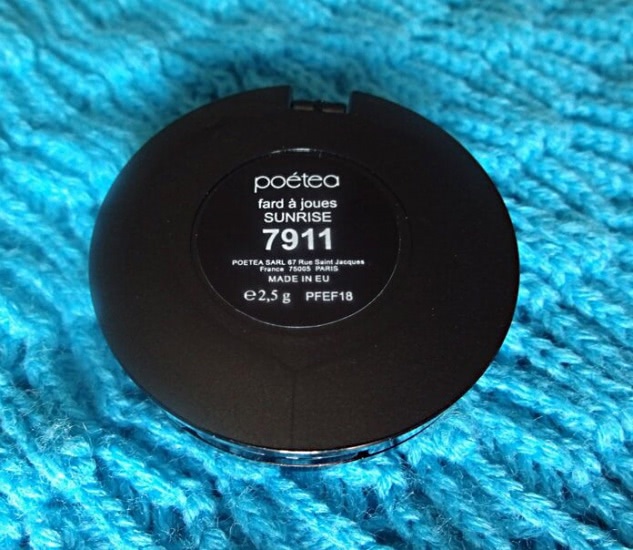 poétea
fard à joues
SUNRISE
7911
POETEA SARL 67 Rue Saint Jacques
France 75005 PARIS
MADE IN EU
℮2,5 g PFEF18